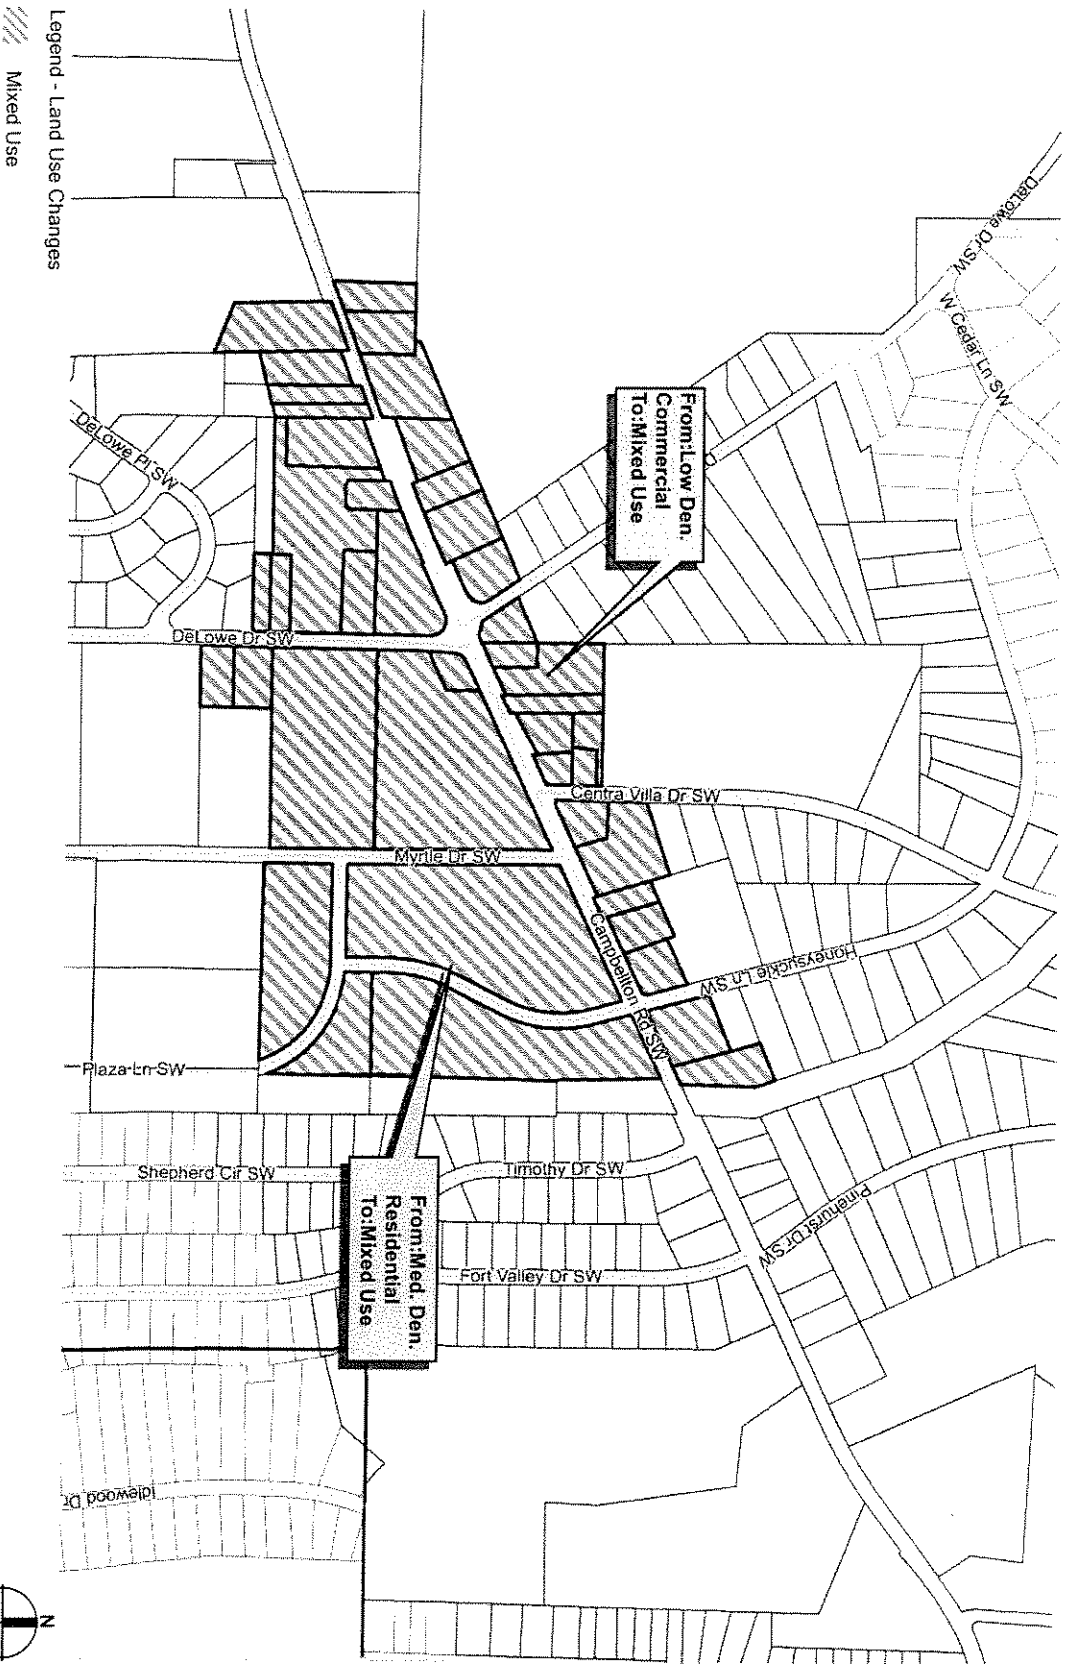 Legend - Land Use Changes
Mixed Use
DeLowe Dr SW
W Cedar Ln SW
From:Low Den.
Commercial
To:Mixed Use
DeLowe Pl SW
DeLowe Dr SW
Centra Villa Dr SW
Myrtle Dr SW
Campbellton Rd SW
Honeysuckle Ln SW
Plaza Ln SW
Shepherd Cir SW
Timothy Dr SW
Pinehurst Dr SW
From:Med. Den.
Residential
To:Mixed Use
Fort Valley Dr SW
Idlewood Dr
N